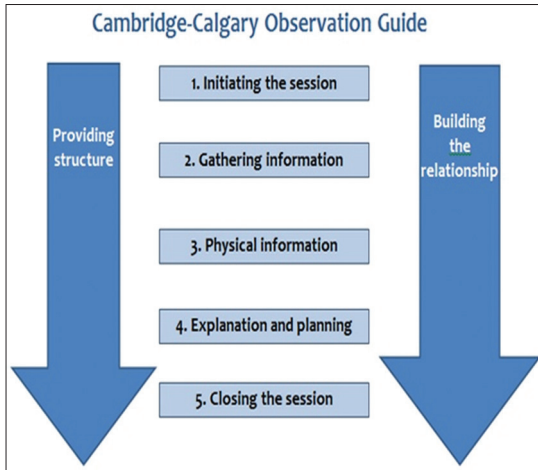 Cambridge-Calgary Observation Guide
Providing
structure
1. Initiating the session
2. Gathering information
3. Physical information
4. Explanation and planning
5. Closing the session
Building
the
relationship